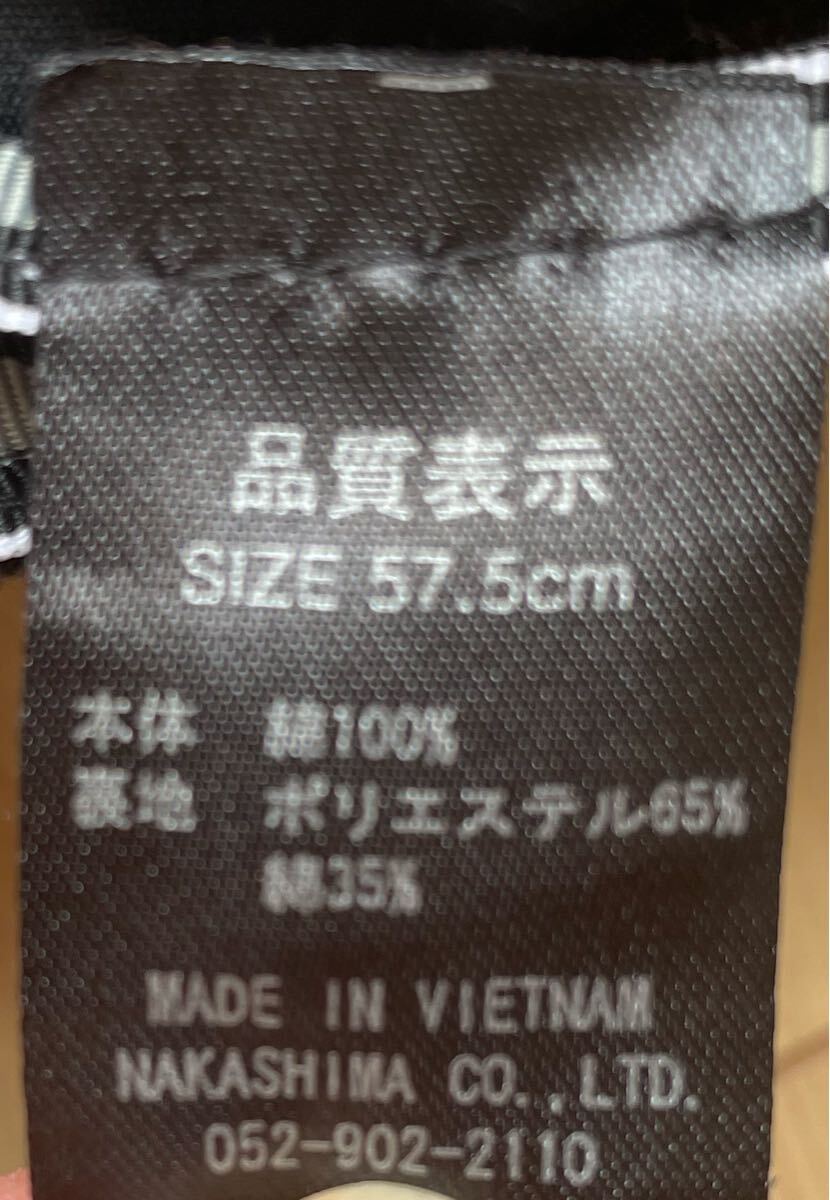 品質表示
SIZE 57.5cm
本体 綿100%
裏地 ポリエステル65%
綿35%
MADE IN VIETNAM
NAKASHIMA CO.,LTD.
052-902-2110